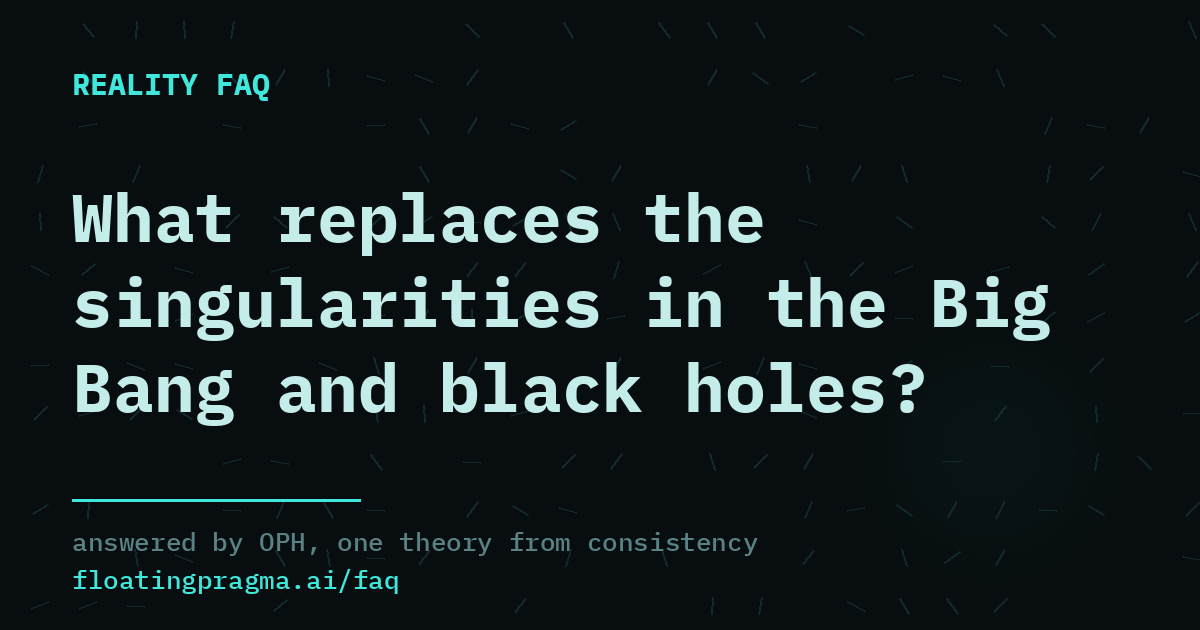 REALITY FAQ
What replaces the
singularities in the Big
Bang and black holes?
answered by OPH, one theory from consistency
floatingpragma.ai/faq